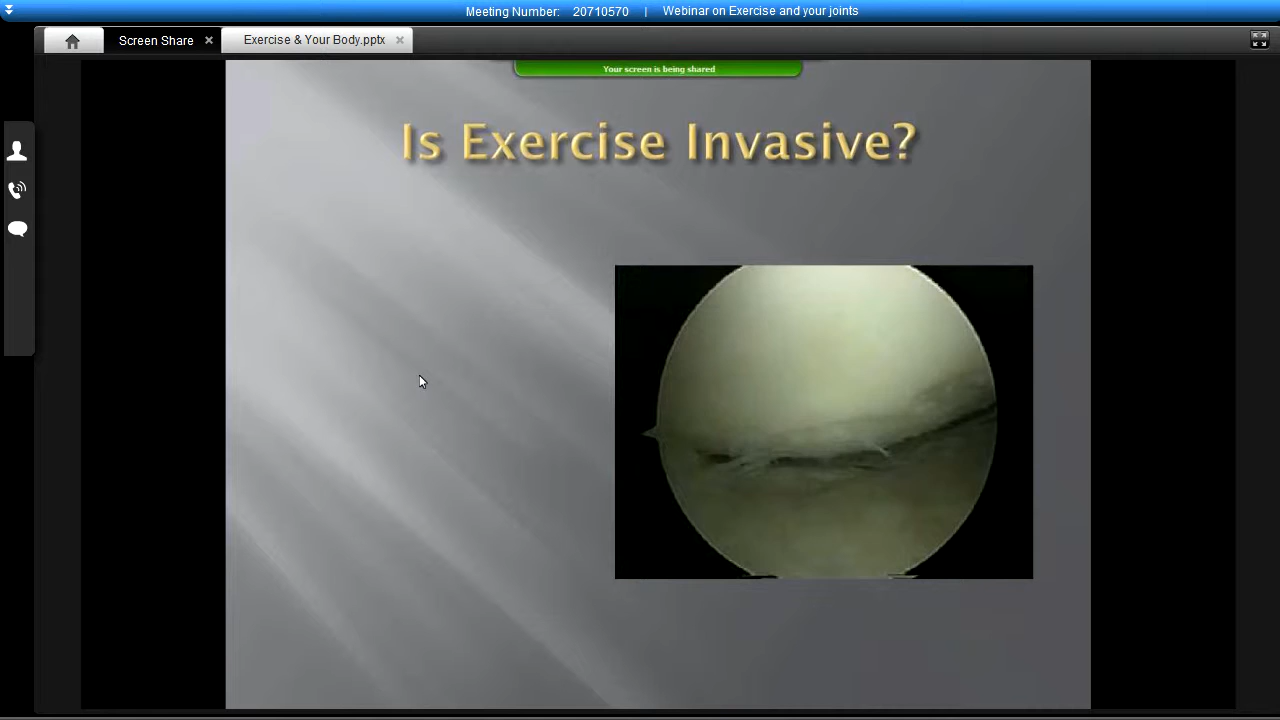 Meeting Number: 20710570 | Webinar on Exercise and your joints
Screen Share
Exercise & Your Body.pptx
Your screen is being shared
Is Exercise Invasive?